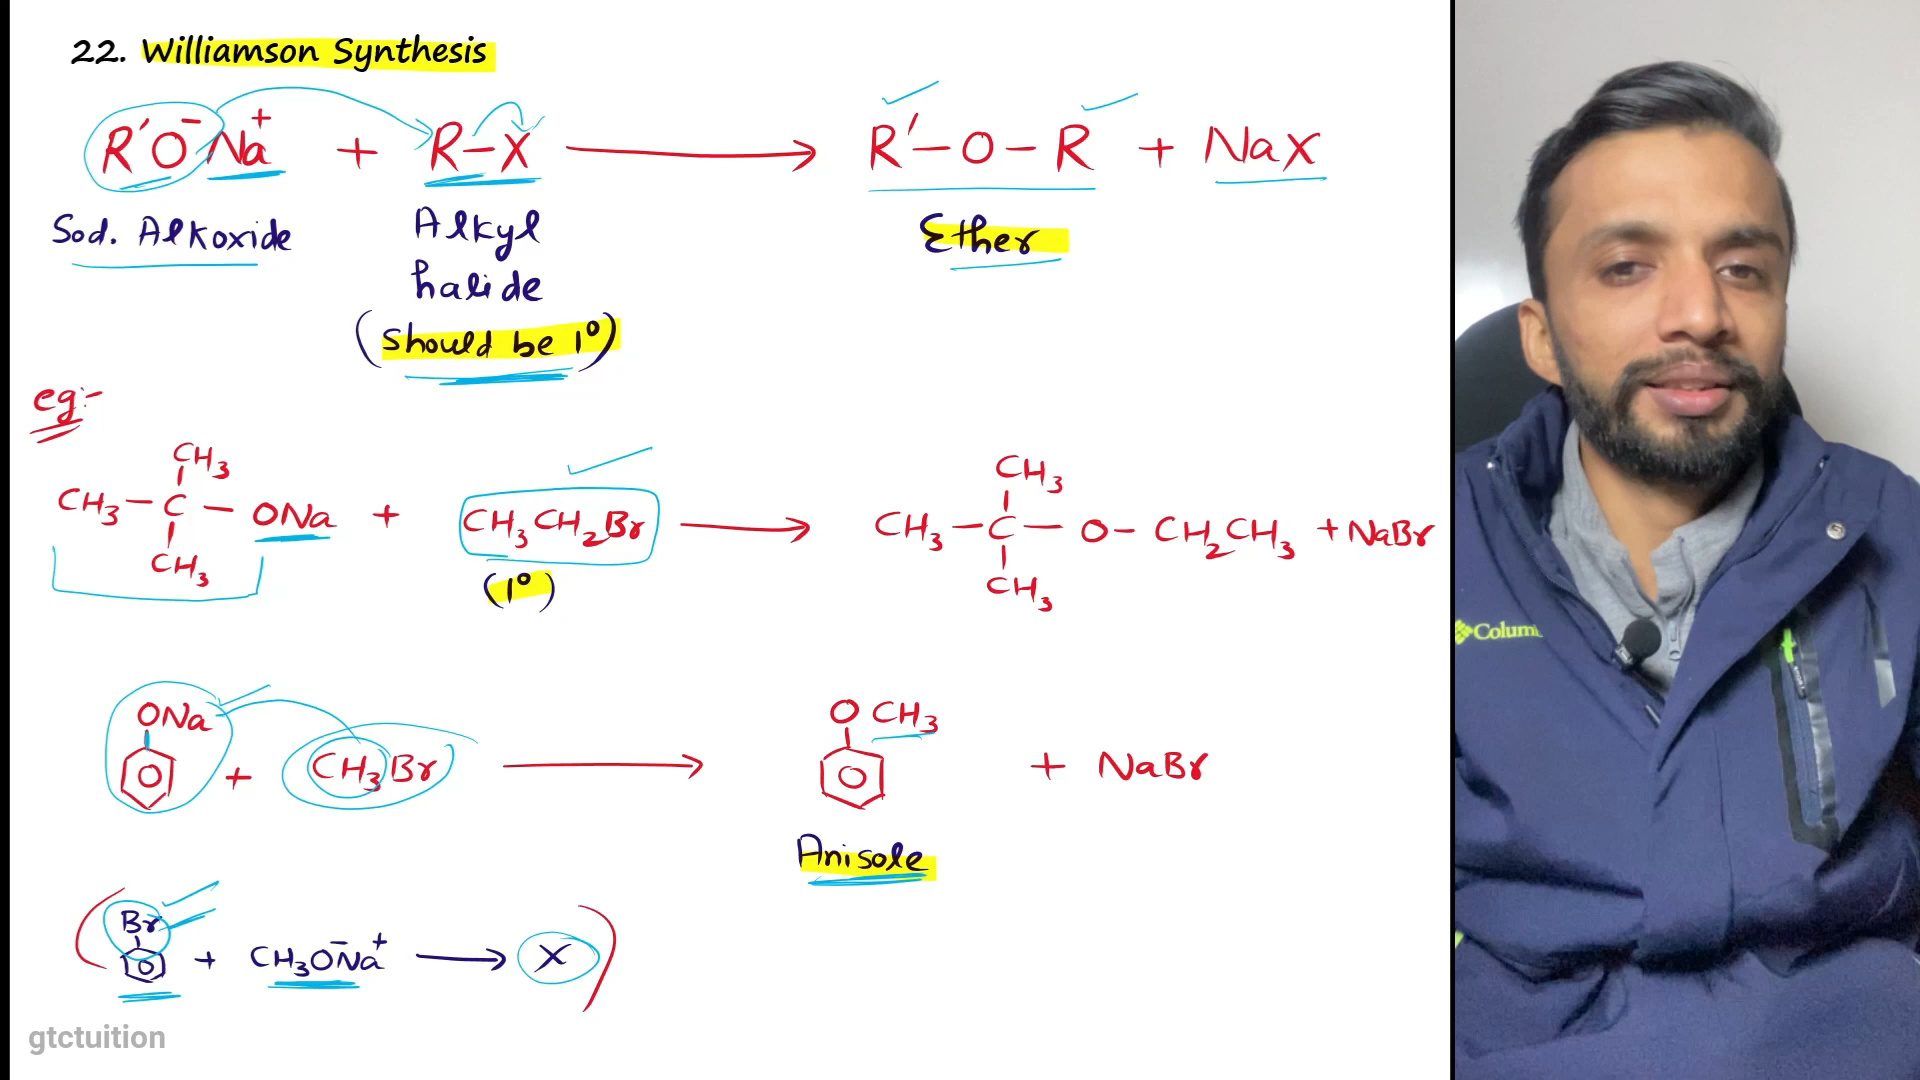 22. Williamson Synthesis
R'O⁻ Na⁺ + R–X ⟶ R'–O–R + NaX
Sod. Alkoxide Alkyl halide Ether
(should be 1°)
eg:-
CH₃ CH₃
CH₃–C–ONa + CH₃CH₂Br ⟶ CH₃–C–O–CH₂CH₃ + NaBr
CH₃ (1°) CH₃
ONa + CH₃Br ⟶ OCH₃ + NaBr
Anisole
(Br + CH₃O⁻Na⁺ ⟶ X)
gtctuition
Columi